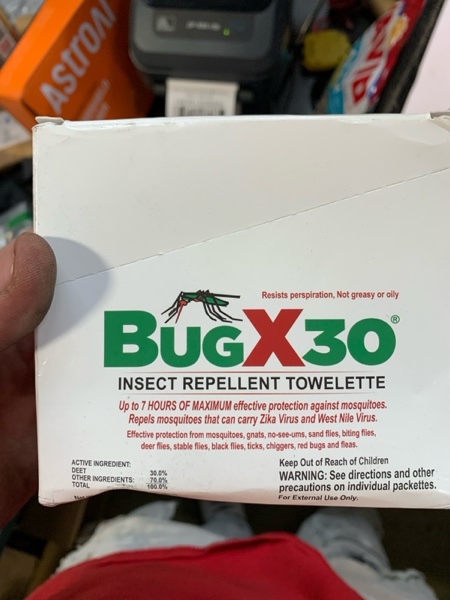 AstroAI
Resists perspiration, Not greasy or oily
BUGX30®
INSECT REPELLENT TOWELETTE
Up to 7 HOURS OF MAXIMUM effective protection against mosquitoes.
Repels mosquitoes that can carry Zika Virus and West Nile Virus.
Effective protection from mosquitoes, gnats, no-see-ums, sand flies, biting flies,
deer flies, stable flies, black flies, ticks, chiggers, red bugs and fleas.
ACTIVE INGREDIENT:
DEET 30.0%
OTHER INGREDIENTS: 70.0%
TOTAL 100.0%
Keep Out of Reach of Children
WARNING: See directions and other
precautions on individual packettes.
For External Use Only.